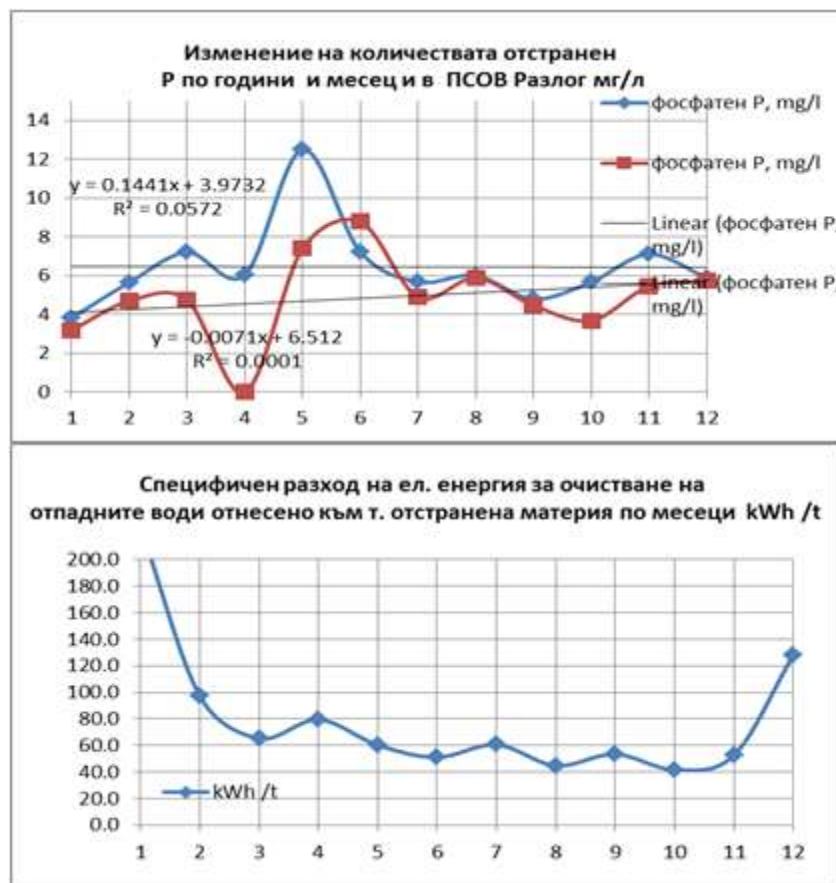 Изменение на количествата отстранен
Р по години и месец и в ПСОВ Разлог мг/л
фосфатен Р, mg/l
фосфатен Р, mg/l
Linear (фосфатен Р, mg/l)
Linear (фосфатен Р, mg/l)
14
12
10
8
6
4
2
0
y = 0.1441x + 3.9732
R² = 0.0572
y = -0.0071x + 6.512
R² = 0.0001
1 2 3 4 5 6 7 8 9 10 11 12
Специфичен разход на ел. енергия за очистване на
отпадните води отнесено към т. отстранена материя по месеци kWh /t
200.0
180.0
160.0
140.0
120.0
100.0
80.0
60.0
40.0
20.0
0.0
kWh /t
1 2 3 4 5 6 7 8 9 10 11 12